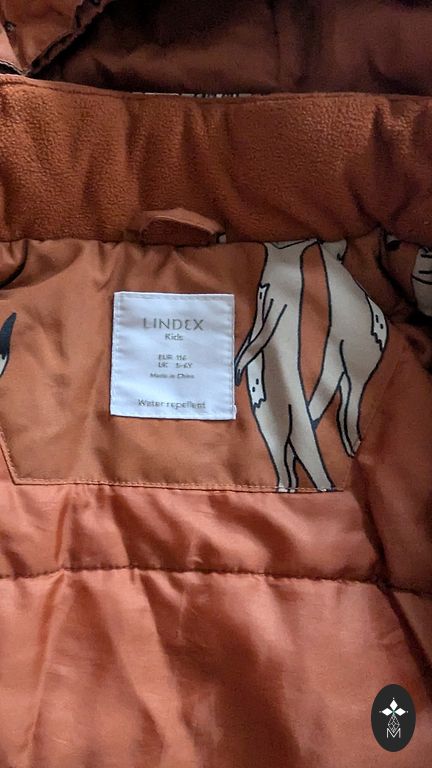 LINDEX
Kids
EUR 116
UK 5-6Y
Made in China
Water repellent
M